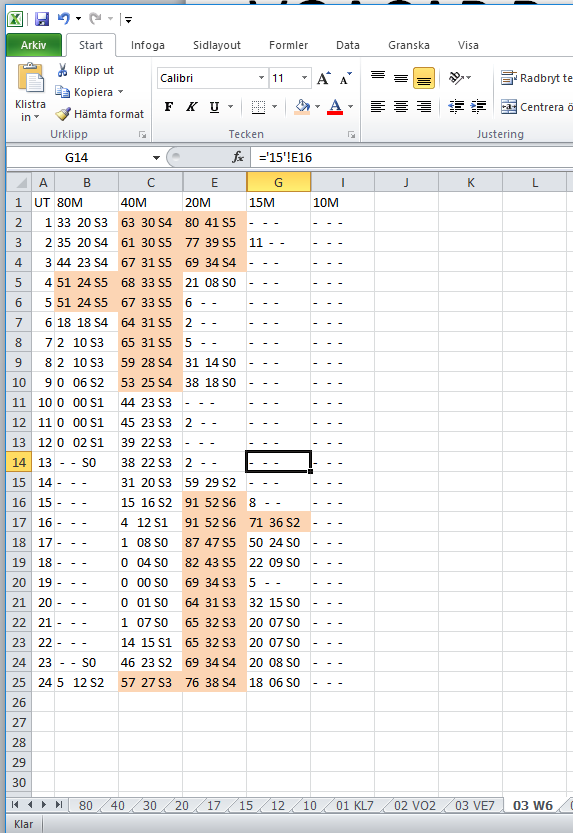 Arkiv Start Infoga Sidlayout Formler Data Granska Visa
Klistra in
Klipp ut
Kopiera
Hämta format
Calibri 11 A A
F K U A
Radbryt te
Centrera ö
Urklipp Tecken Justering
G14 fx ='15'!E16
A B C E G I J K L
1 UT 80M 40M 20M 15M 10M
2 1 33 20 S3 63 30 S4 80 41 S5 - - - - - -
3 2 35 20 S4 61 30 S5 77 39 S5 11 - - - - -
4 3 44 23 S4 67 31 S5 69 34 S4 - - - - - -
5 4 51 24 S5 68 33 S5 21 08 S0 - - - - - -
6 5 51 24 S5 67 33 S5 6 - - - - - - - -
7 6 18 18 S4 64 31 S5 2 - - - - - - - -
8 7 2 10 S3 65 31 S5 5 - - - - - - - -
9 8 2 10 S3 59 28 S4 31 14 S0 - - - - - -
10 9 0 06 S2 53 25 S4 38 18 S0 - - - - - -
11 10 0 00 S1 44 23 S3 - - - - - - - - -
12 11 0 00 S1 45 23 S3 2 - - - - - - - -
13 12 0 02 S1 39 22 S3 - - - - - - - - -
14 13 - - S0 38 22 S3 2 - - - - - - - -
15 14 - - - 31 20 S3 59 29 S2 - - - - - -
16 15 - - - 15 16 S2 91 52 S6 8 - - - - -
17 16 - - - 4 12 S1 91 52 S6 71 36 S2 - - -
18 17 - - - 1 08 S0 87 47 S5 50 24 S0 - - -
19 18 - - - 0 04 S0 82 43 S5 22 09 S0 - - -
20 19 - - - 0 00 S0 69 34 S3 5 - - - - -
21 20 - - - 0 01 S0 64 31 S3 32 15 S0 - - -
22 21 - - - 1 07 S0 65 32 S3 20 07 S0 - - -
23 22 - - - 14 15 S1 65 32 S3 20 07 S0 - - -
24 23 - - S0 46 23 S2 69 34 S4 20 08 S0 - - -
25 24 5 12 S2 57 27 S3 76 38 S4 18 06 S0 - - -
26
27
28
29
30
80 40 30 20 17 15 12 10 01 KL7 02 VO2 03 VE7 03 W6
Klar